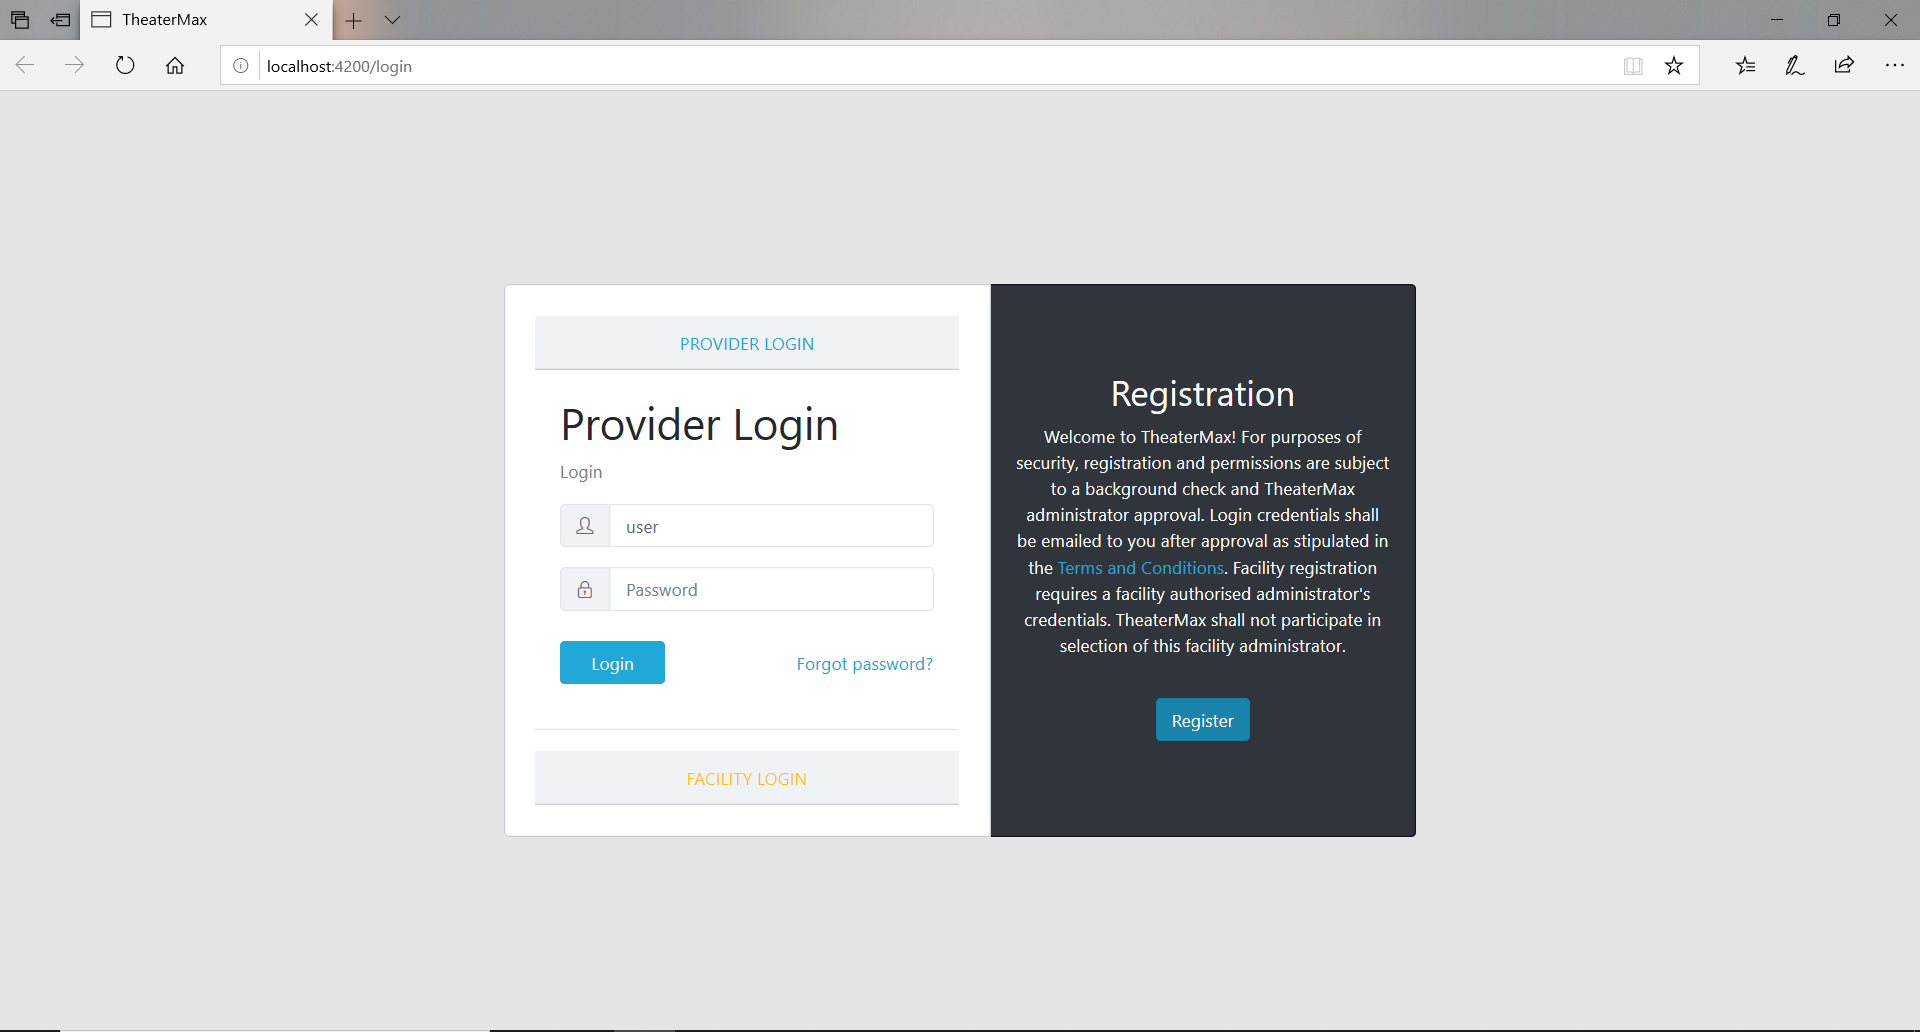 TheaterMax
localhost:4200/login
PROVIDER LOGIN
Provider Login
Login
user
Password
Login
Forgot password?
FACILITY LOGIN
Registration
Welcome to TheaterMax! For purposes of
security, registration and permissions are subject
to a background check and TheaterMax
administrator approval. Login credentials shall
be emailed to you after approval as stipulated in
the Terms and Conditions. Facility registration
requires a facility authorised administrator's
credentials. TheaterMax shall not participate in
selection of this facility administrator.
Register